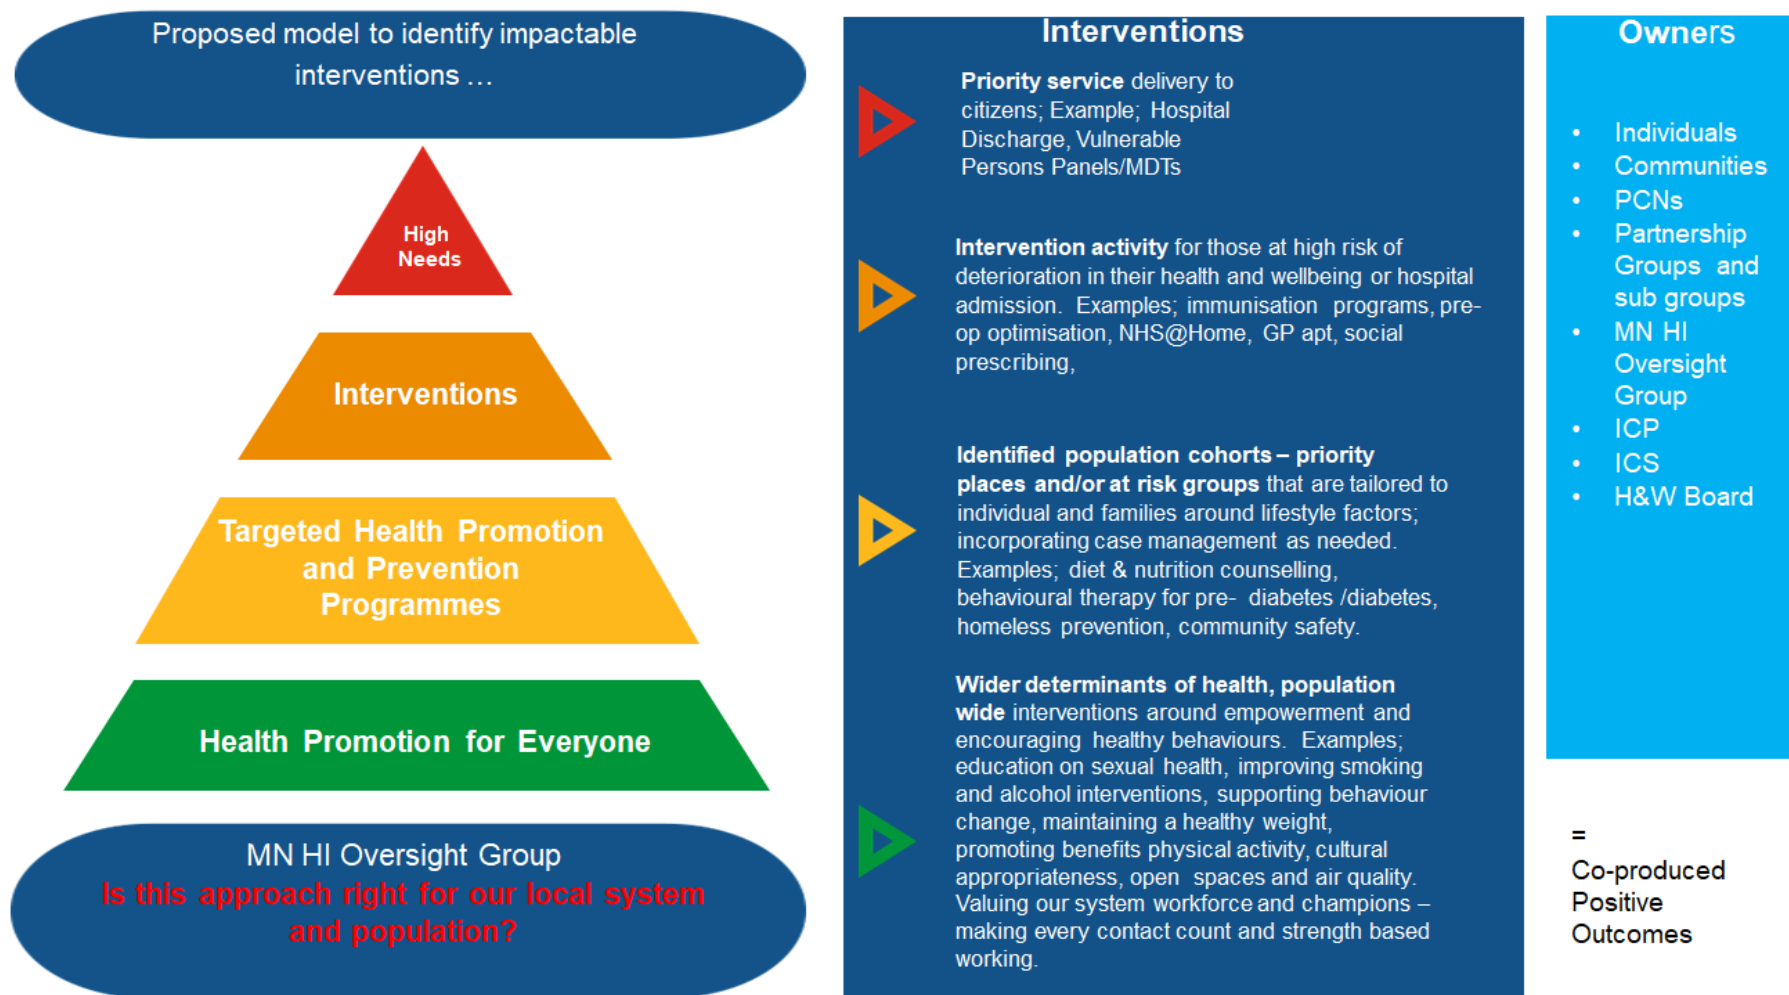 Proposed model to identify impactable
interventions ...
High
Needs
Interventions
Targeted Health Promotion
and Prevention
Programmes
Health Promotion for Everyone
MN HI Oversight Group
Is this approach right for our local system
and population?
Interventions
Priority service delivery to
citizens; Example; Hospital
Discharge, Vulnerable
Persons Panels/MDTs
Intervention activity for those at high risk of
deterioration in their health and wellbeing or hospital
admission. Examples; immunisation programs, pre-
op optimisation, NHS@Home, GP apt, social
prescribing,
Identified population cohorts – priority
places and/or at risk groups that are tailored to
individual and families around lifestyle factors;
incorporating case management as needed.
Examples; diet & nutrition counselling,
behavioural therapy for pre- diabetes /diabetes,
homeless prevention, community safety.
Wider determinants of health, population
wide interventions around empowerment and
encouraging healthy behaviours. Examples;
education on sexual health, improving smoking
and alcohol interventions, supporting behaviour
change, maintaining a healthy weight,
promoting benefits physical activity, cultural
appropriateness, open spaces and air quality.
Valuing our system workforce and champions –
making every contact count and strength based
working.
Owners
• Individuals
• Communities
• PCNs
• Partnership
Groups and
sub groups
• MN HI
Oversight
Group
• ICP
• ICS
• H&W Board
=
Co-produced
Positive
Outcomes